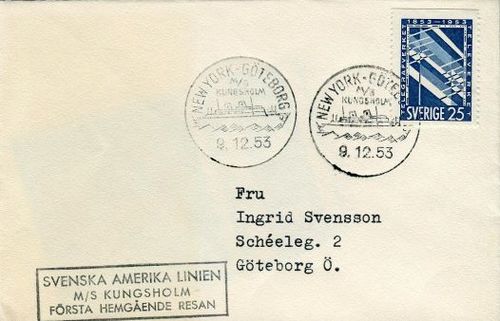 1853-1953
TELEGRAFVERKET
TELEVERKET
SVERIGE 25
NEW YORK-GÖTEBORG
M/S
KUNGSHOLM
9.12.53
NEW YORK-GÖTEBORG
M/S
KUNGSHOLM
9.12.53
Fru
Ingrid Svensson
Schéeleg. 2
Göteborg Ö.
SVENSKA AMERIKA LINIEN
M/S KUNGSHOLM
FÖRSTA HEMGÅENDE RESAN